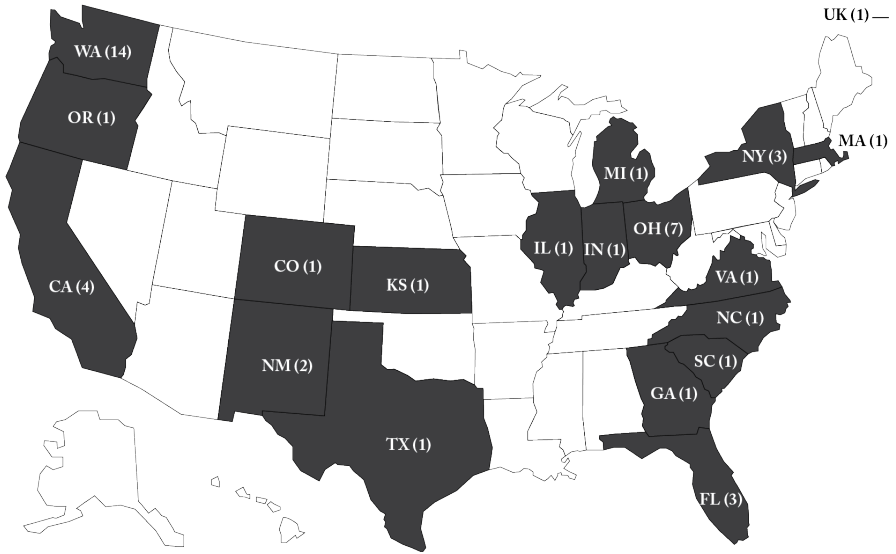 UK (1)
WA (14)
OR (1)
MA (1)
NY (3)
MI (1)
OH (7)
IL (1)
IN (1)
CO (1)
KS (1)
CA (4)
VA (1)
NC (1)
NM (2)
SC (1)
GA (1)
TX (1)
FL (3)